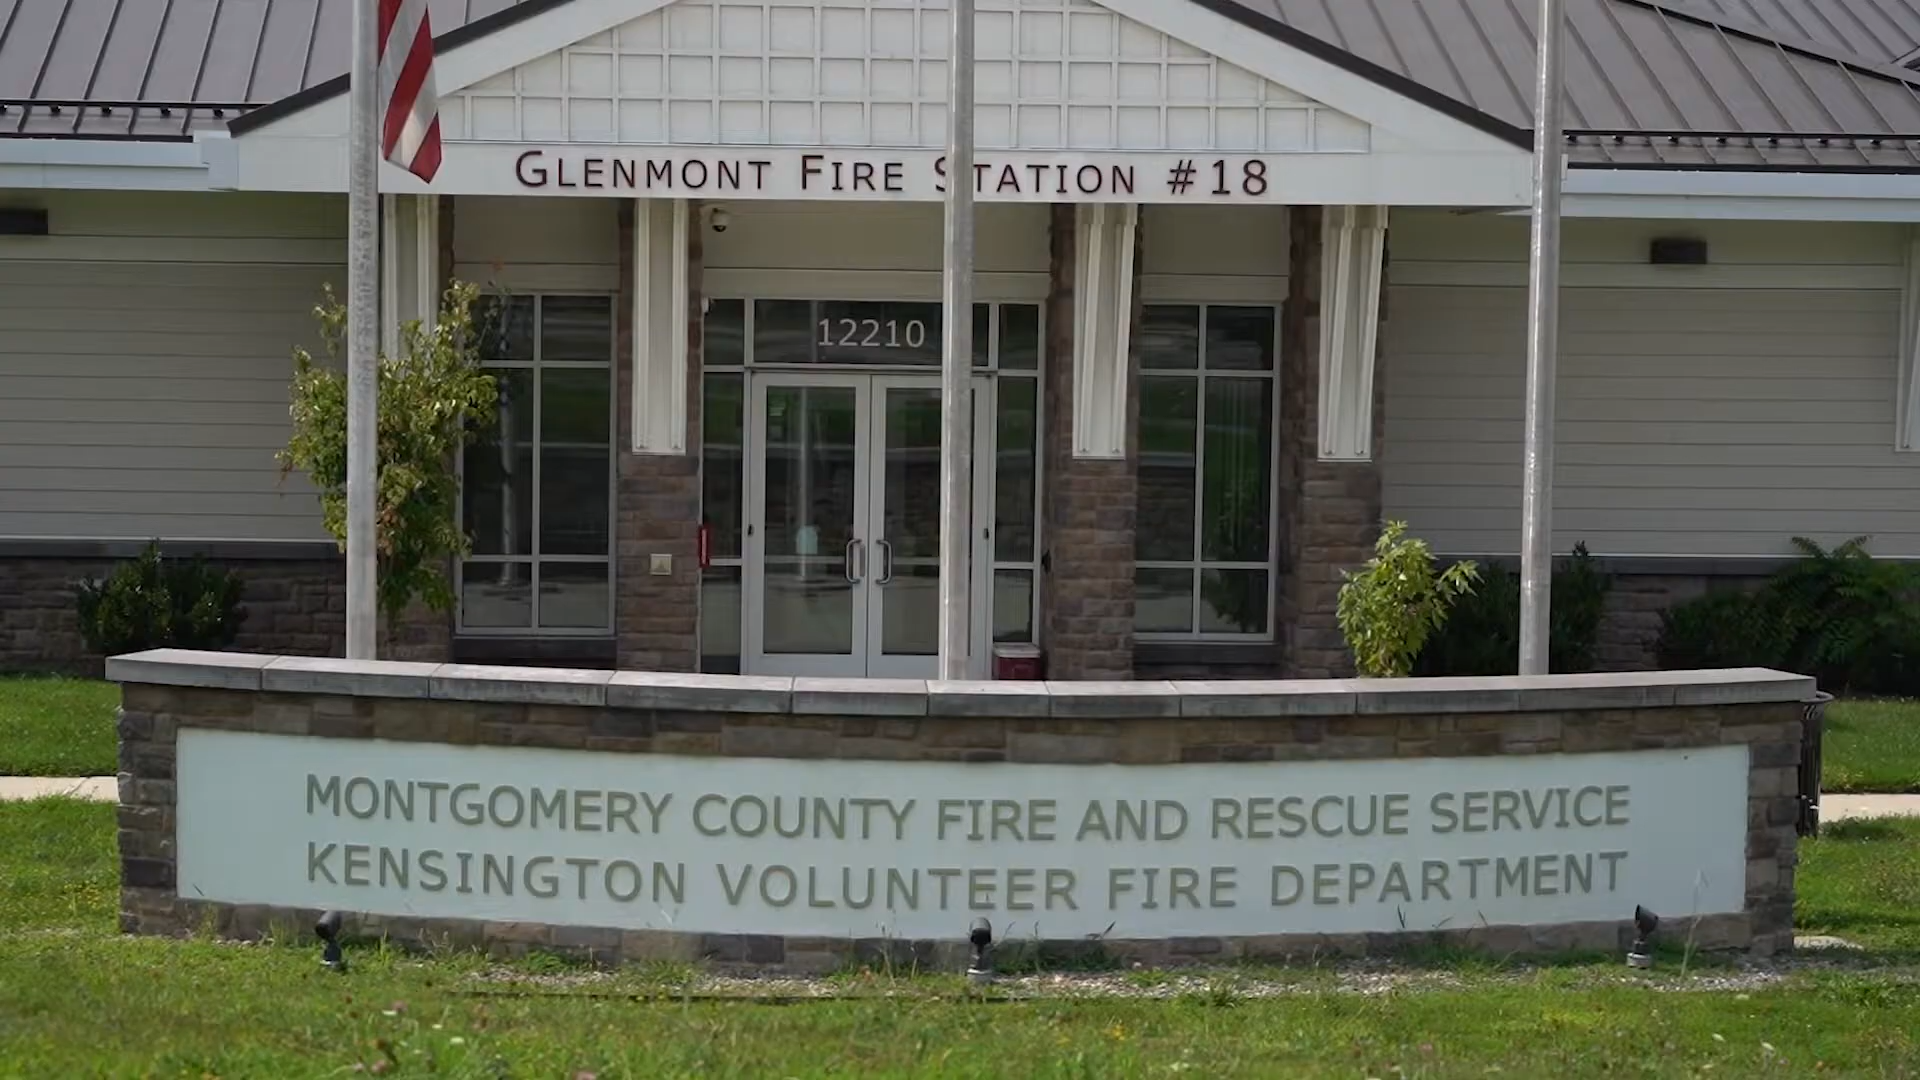 GLENMONT FIRE STATION #18
12210
MONTGOMERY COUNTY FIRE AND RESCUE SERVICE
KENSINGTON VOLUNTEER FIRE DEPARTMENT